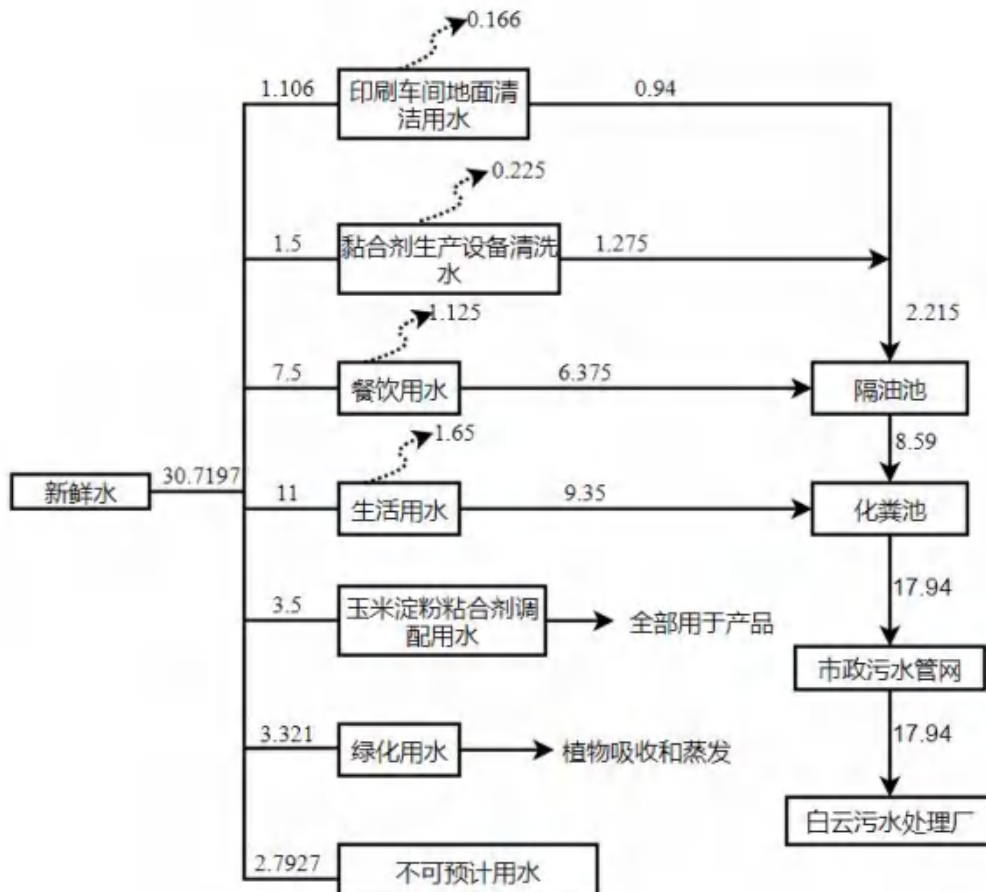 0.166
1.106
印刷车间地面清
洁用水
0.94
0.225
1.5
黏合剂生产设备清洗
水
1.275
1.125
2.215
7.5
餐饮用水
6.375
隔油池
1.65
8.59
新鲜水
30.7197
11
生活用水
9.35
化粪池
17.94
3.5
玉米淀粉粘合剂调
配用水
全部用于产品
市政污水管网
17.94
3.321
绿化用水
植物吸收和蒸发
白云污水处理厂
2.7927
不可预计用水